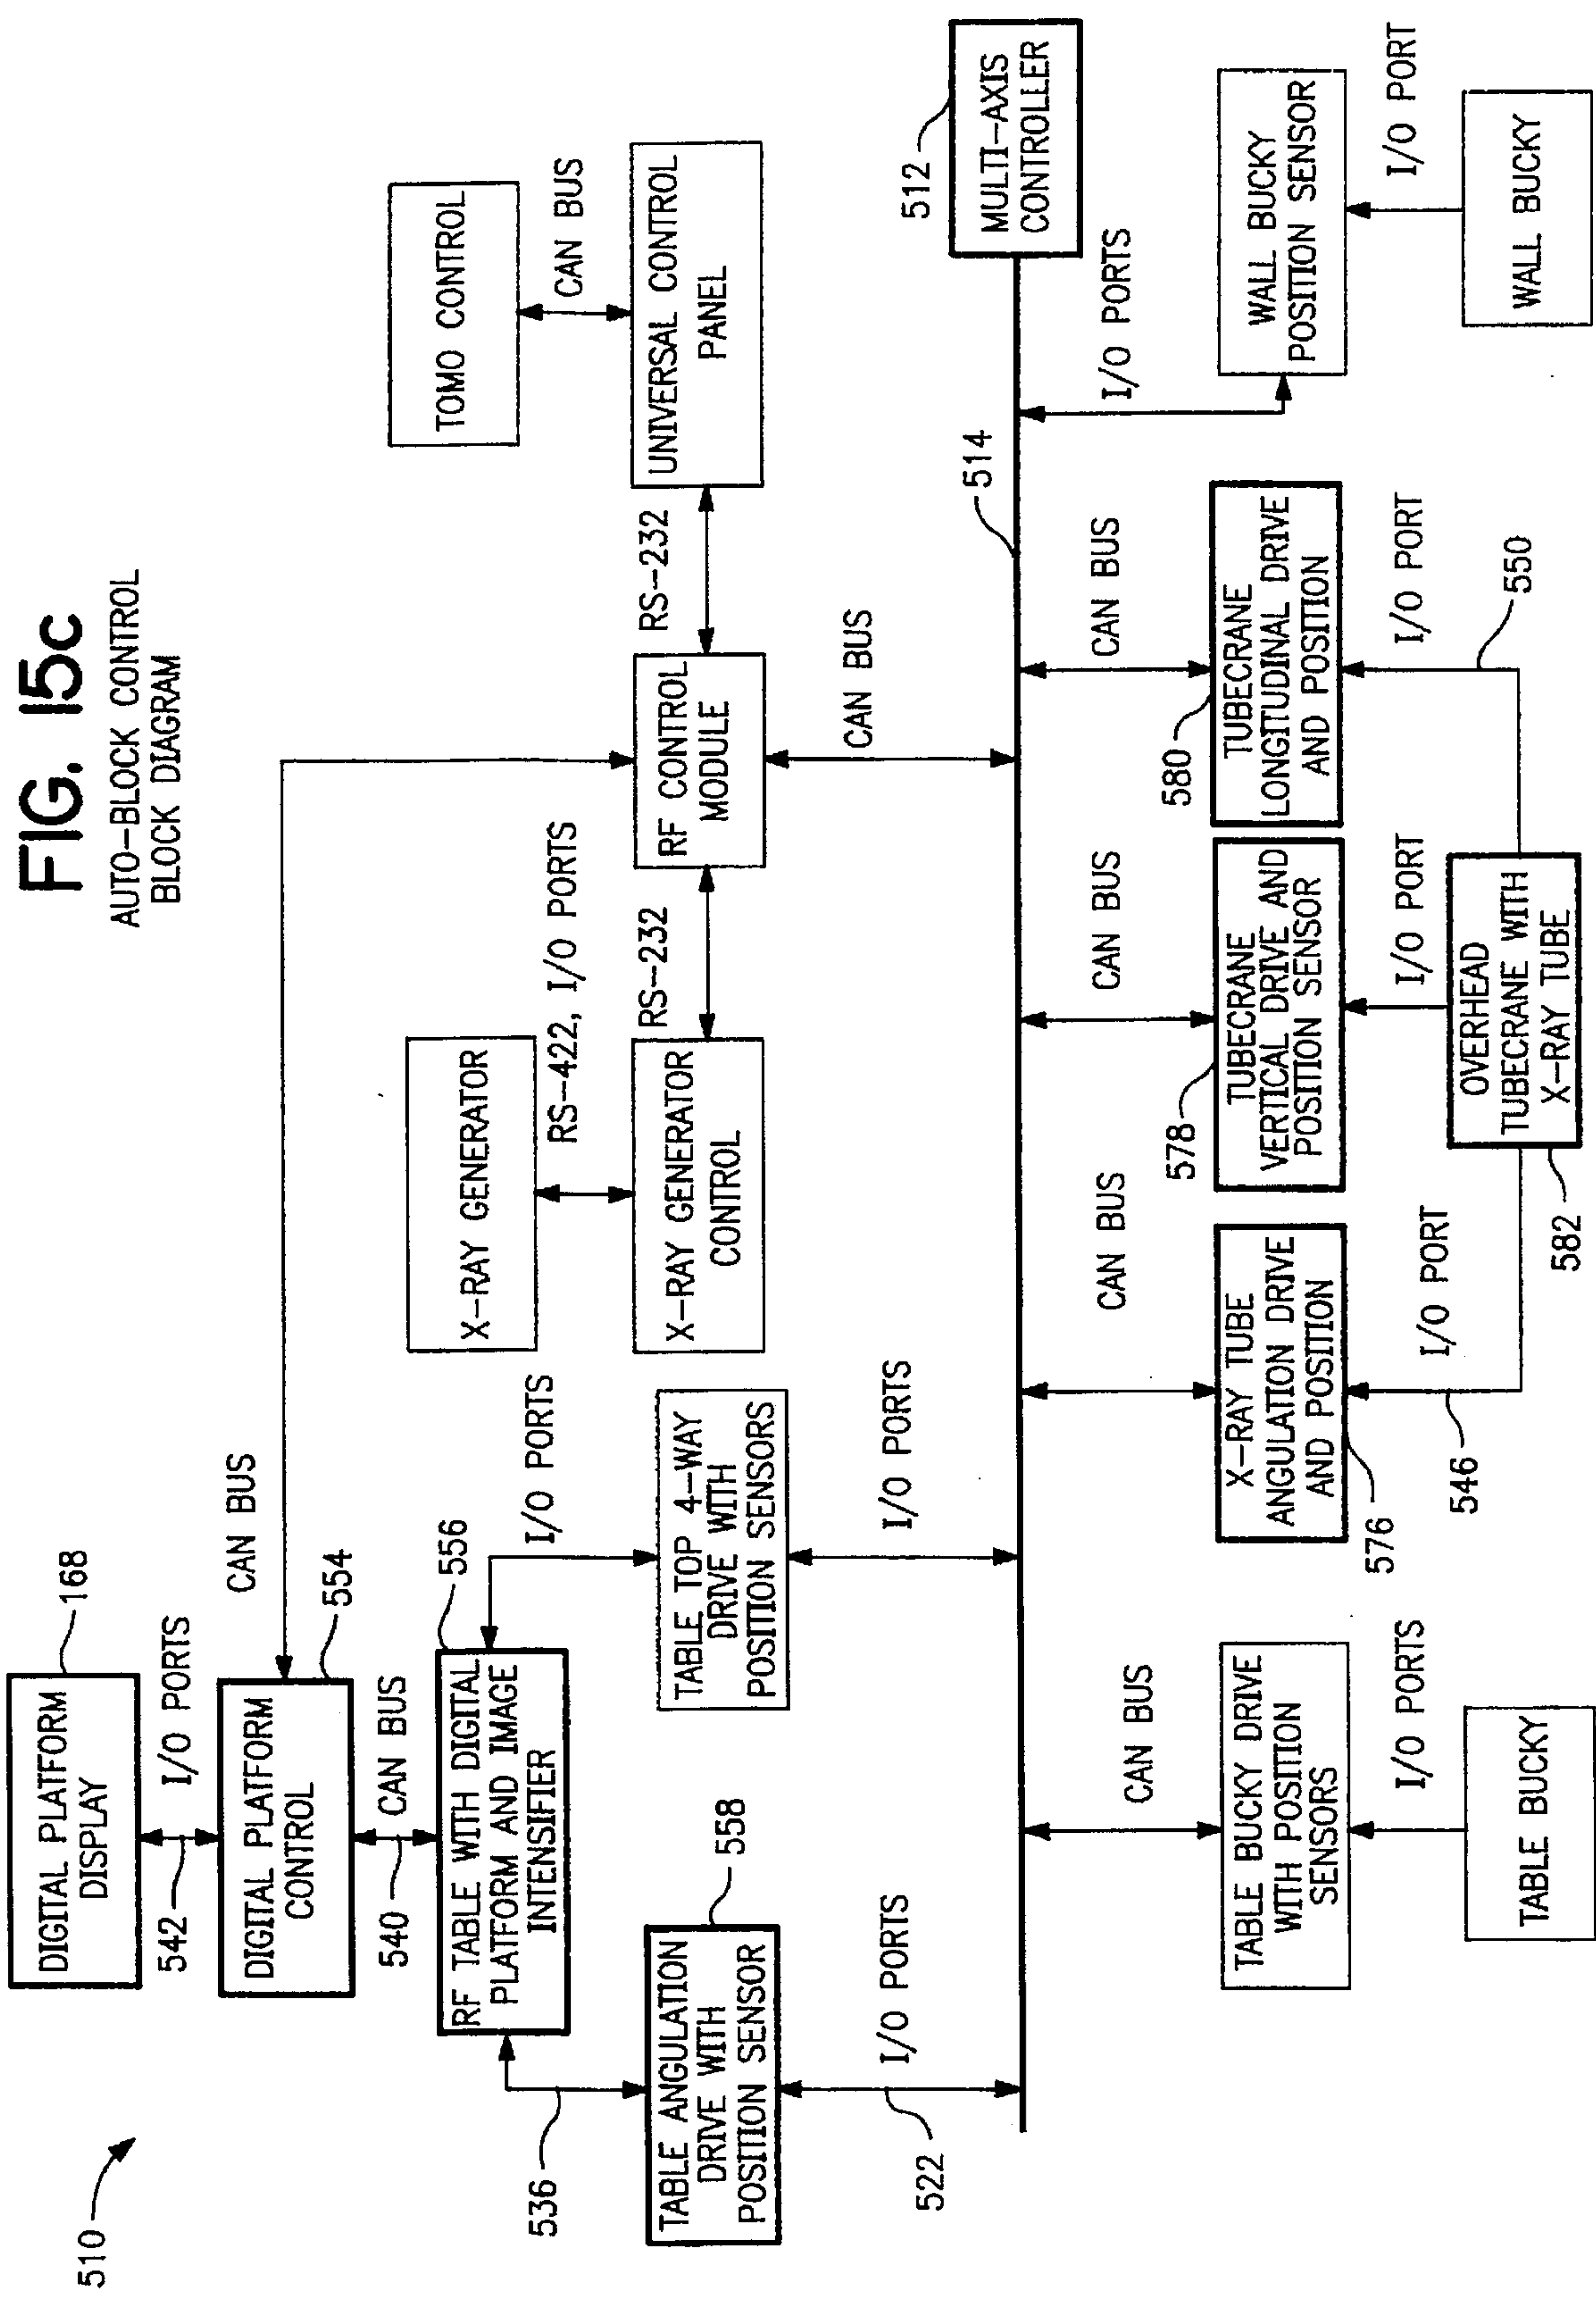 FIG. 15c
AUTO-BLOCK CONTROL
BLOCK DIAGRAM
510
DIGITAL PLATFORM
DISPLAY
168
542
I/O PORTS
DIGITAL PLATFORM
CONTROL
554
CAN BUS
540
CAN BUS
RF TABLE WITH DIGITAL
PLATFORM AND IMAGE
INTENSIFIER
556
536
I/O PORTS
TABLE ANGULATION
DRIVE WITH
POSITION SENSOR
558
TABLE TOP 4-WAY
DRIVE WITH
POSITION SENSORS
522
I/O PORTS
I/O PORTS
X-RAY GENERATOR
RS-422, I/O PORTS
X-RAY GENERATOR
CONTROL
RS-232
RF CONTROL
MODULE
RS-232
CAN BUS
TOMO CONTROL
CAN BUS
UNIVERSAL CONTROL
PANEL
512
MULTI-AXIS
CONTROLLER
514
CAN BUS
TABLE BUCKY DRIVE
WITH POSITION
SENSORS
I/O PORTS
TABLE BUCKY
CAN BUS
X-RAY TUBE
ANGULATION DRIVE
AND POSITION
576
546
I/O PORT
CAN BUS
578
TUBECRANE
VERTICAL DRIVE AND
POSITION SENSOR
I/O PORT
CAN BUS
580
TUBECRANE
LONGITUDINAL DRIVE
AND POSITION
I/O PORT
550
OVERHEAD
TUBECRANE WITH
X-RAY TUBE
582
I/O PORTS
WALL BUCKY
POSITION SENSOR
I/O PORT
WALL BUCKY